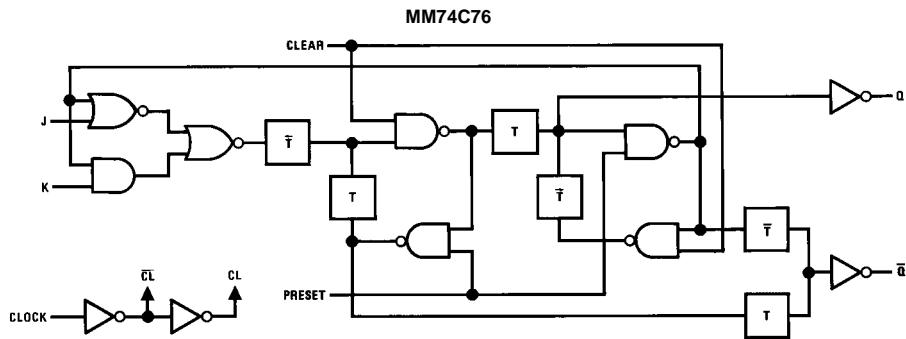 MM74C76
CLEAR
Q
J
T̄
T
K
T
T̄
T̄
Q̄
PRESET
T
CLOCK
C̄L̄
CL